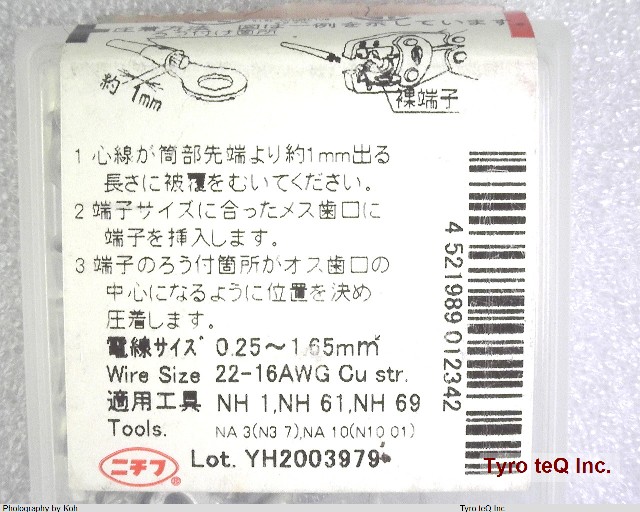 ろう付け箇所
約1mm
裸端子
1 心線が筒部先端より約1mm出る
長さに被覆をむいてください。
2 端子サイズに合ったメス歯口に
端子を挿入します。
3 端子のろう付箇所がオス歯口の
中心になるように位置を決め
圧着します。
電線サイズ 0.25～1.65mm²
Wire Size 22-16AWG Cu str.
適用工具 NH 1,NH 61,NH 69
Tools. NA 3(N3 7),NA 10(N10 01)
ニチフ Lot. YH2003979
4 521989 012342
Tyro teQ Inc.
Photography by Koh
Tyro teQ Inc